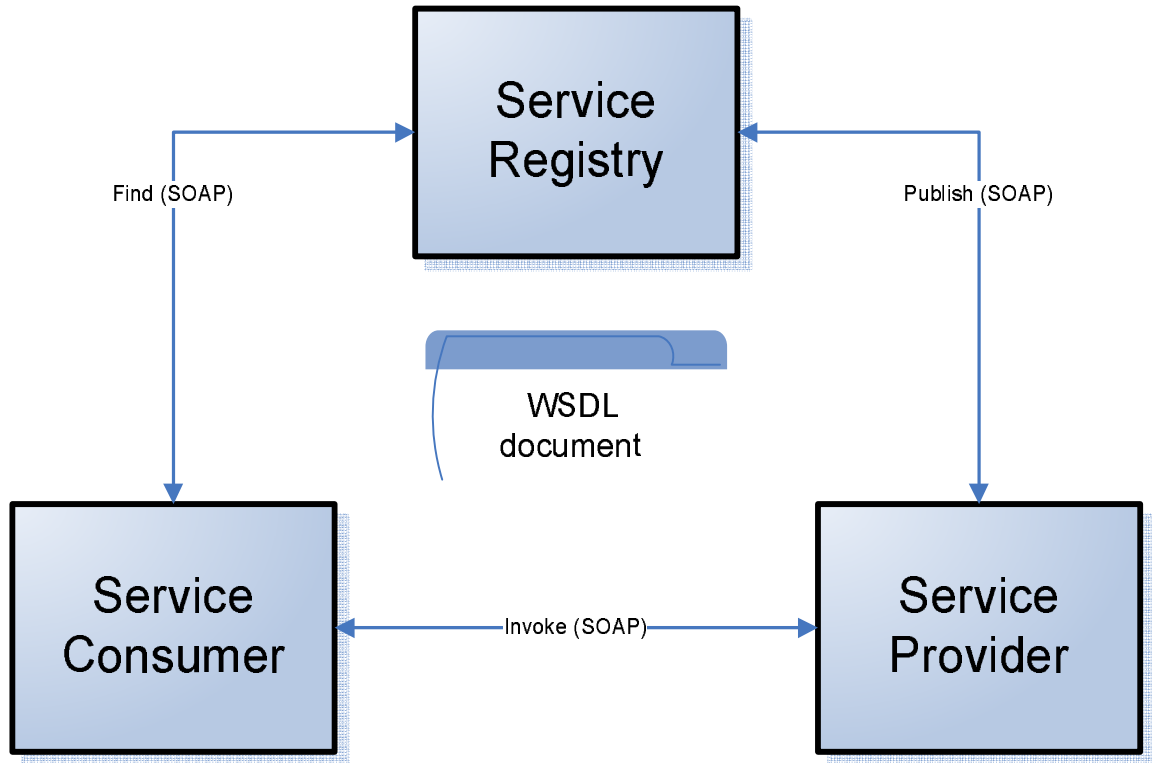 Service
Registry
Find (SOAP)
Publish (SOAP)
WSDL
document
Service
Consumer
Invoke (SOAP)
Service
Provider